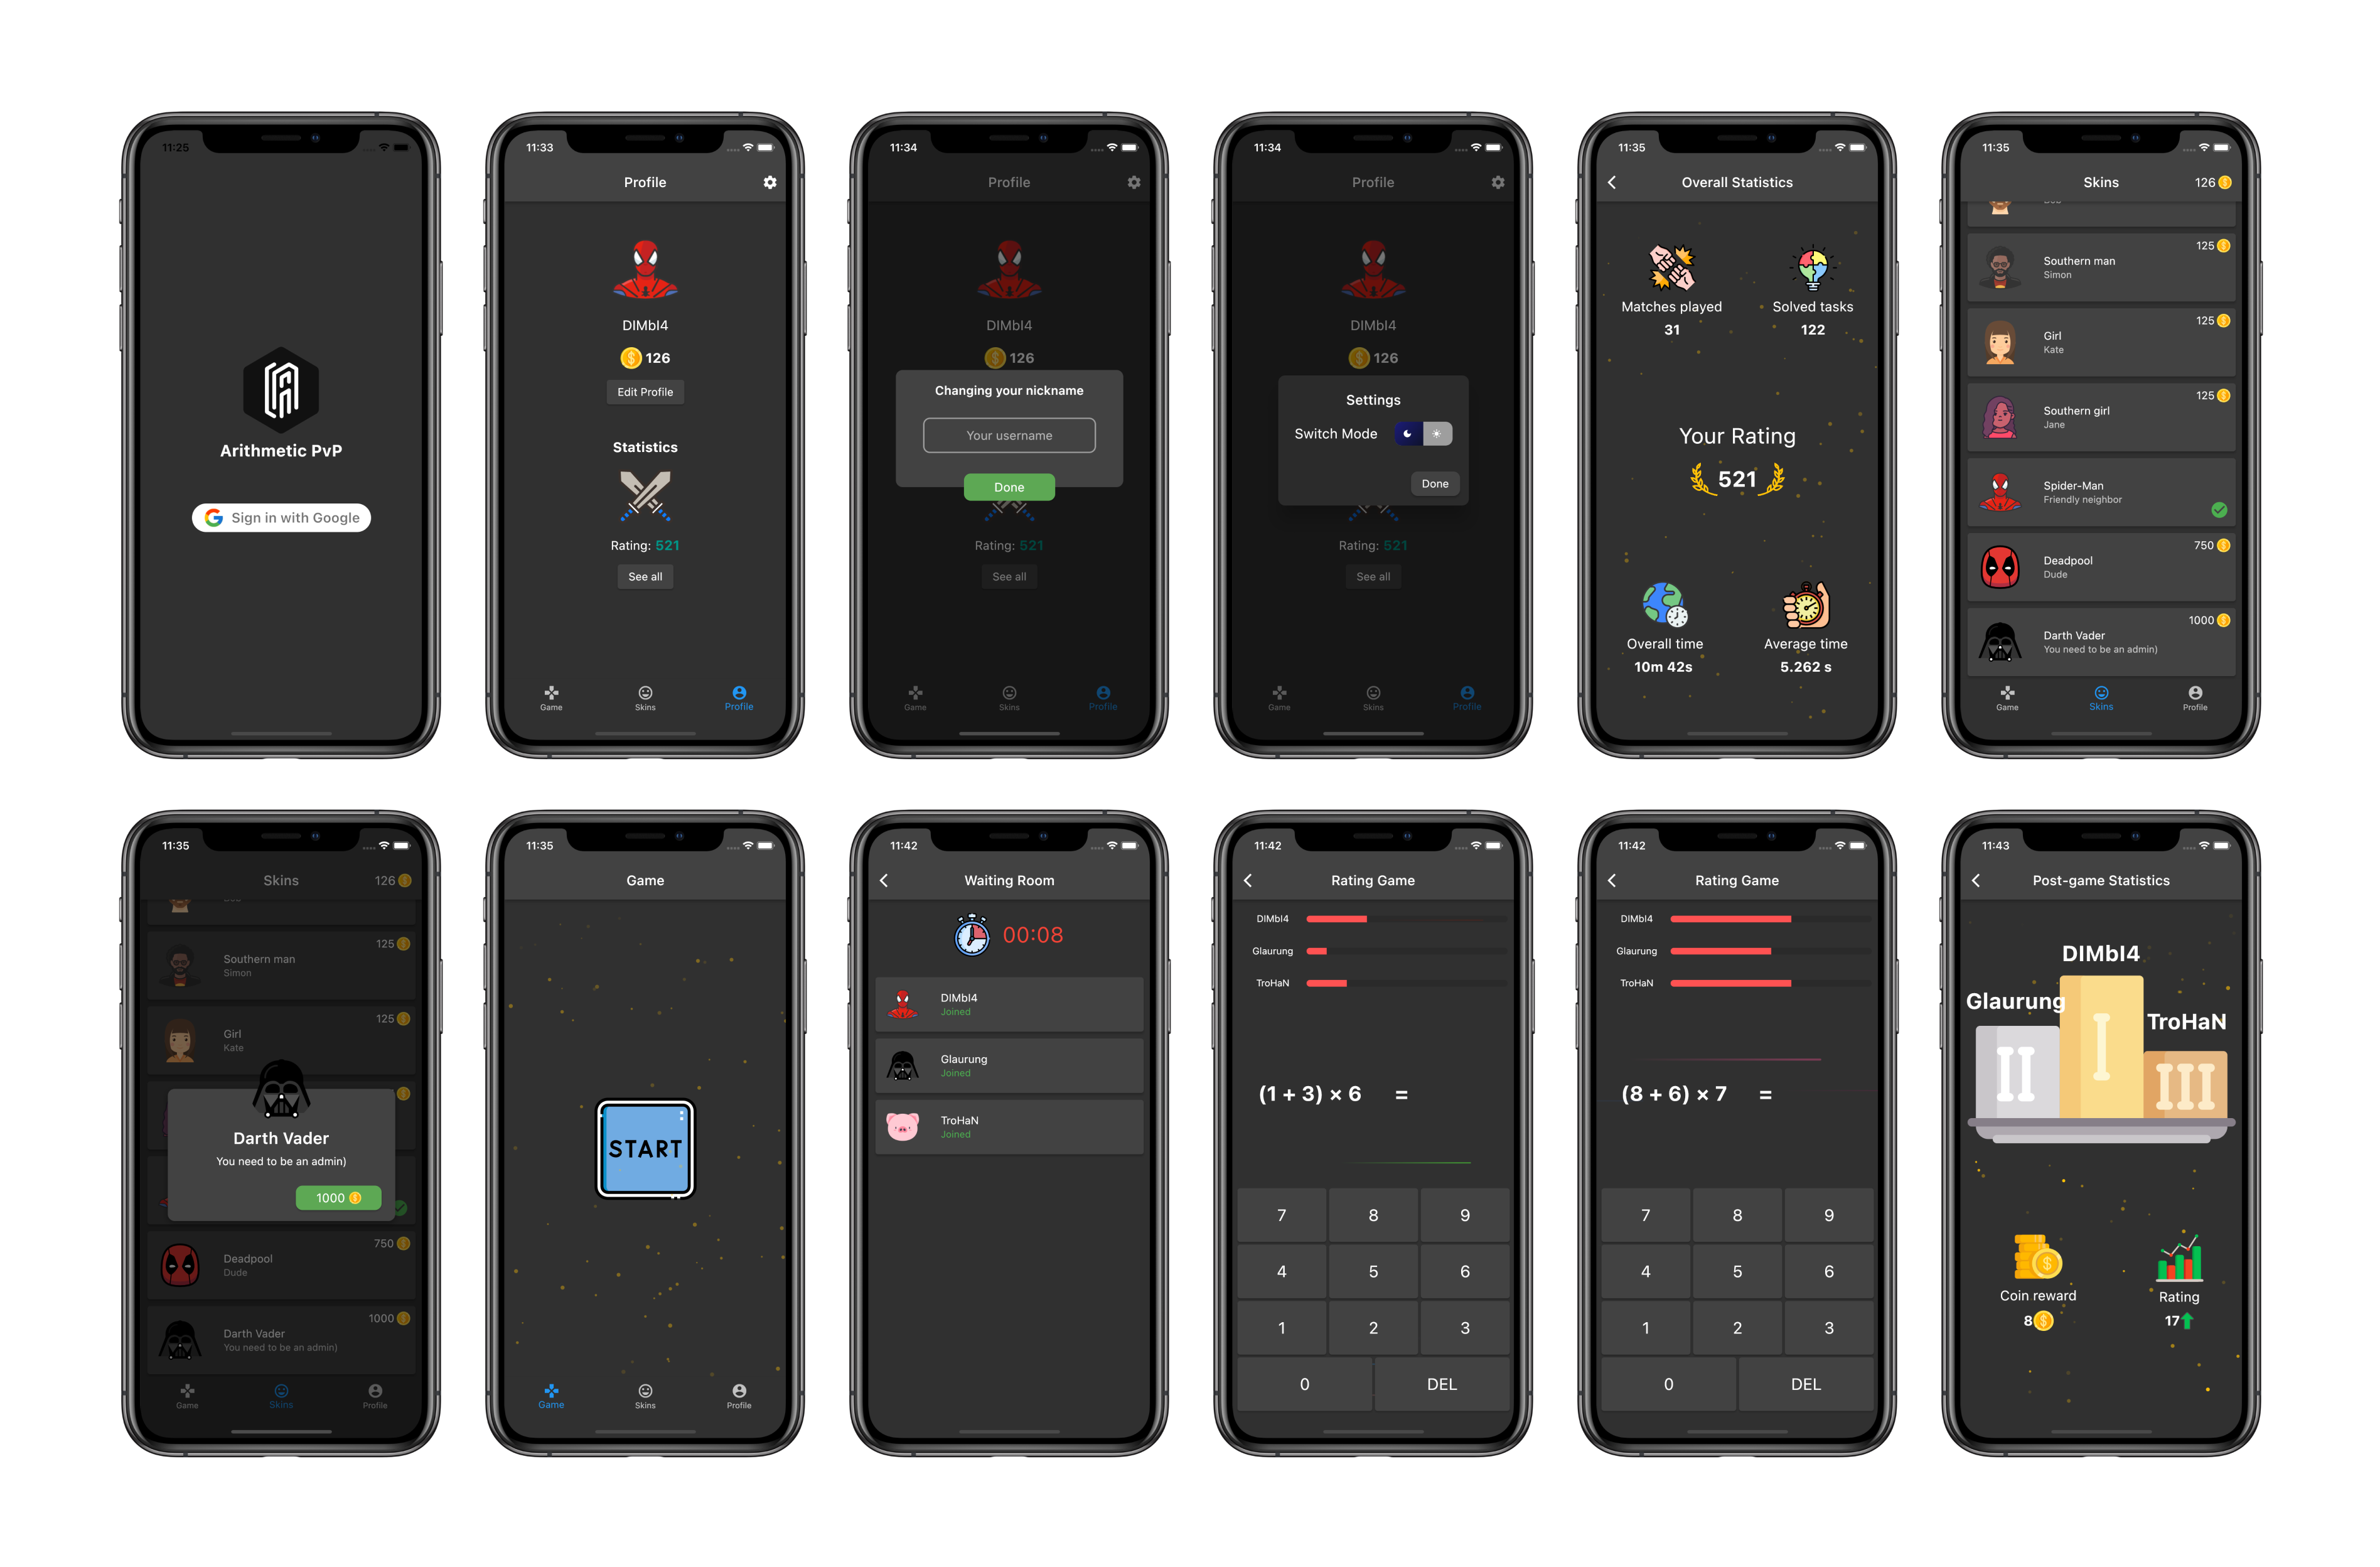 11:25
Arithmetic PvP
Sign in with Google
11:33
Profile
DIMbI4
126
Edit Profile
Statistics
Rating: 521
See all
Game
Skins
Profile
11:34
Profile
DIMbI4
126
Changing your nickname
Your username
Done
Rating: 521
See all
Game
Skins
Profile
11:34
Profile
DIMbI4
126
Settings
Switch Mode
Done
Rating: 521
See all
Game
Skins
Profile
11:35
Overall Statistics
Matches played
31
Solved tasks
122
Your Rating
521
Overall time
10m 42s
Average time
5.262 s
11:35
Skins
126
125
Southern man
Simon
125
Girl
Kate
125
Southern girl
Jane
Spider-Man
Friendly neighbor
750
Deadpool
Dude
1000
Darth Vader
You need to be an admin)
Game
Skins
Profile
11:35
Skins
126
125
Southern man
Simon
125
Girl
Kate
Darth Vader
You need to be an admin)
1000
750
Deadpool
Dude
1000
Darth Vader
You need to be an admin)
Game
Skins
Profile
11:35
Game
START
Game
Skins
Profile
11:42
Waiting Room
00:08
DIMbI4
Joined
Glaurung
Joined
TroHaN
Joined
11:42
Rating Game
DIMbI4
Glaurung
TroHaN
(1 + 3) × 6 =
7 8 9
4 5 6
1 2 3
0 DEL
11:42
Rating Game
DIMbI4
Glaurung
TroHaN
(8 + 6) × 7 =
7 8 9
4 5 6
1 2 3
0 DEL
11:43
Post-game Statistics
DIMbI4
Glaurung
TroHaN
II
I
III
Coin reward
8
Rating
17